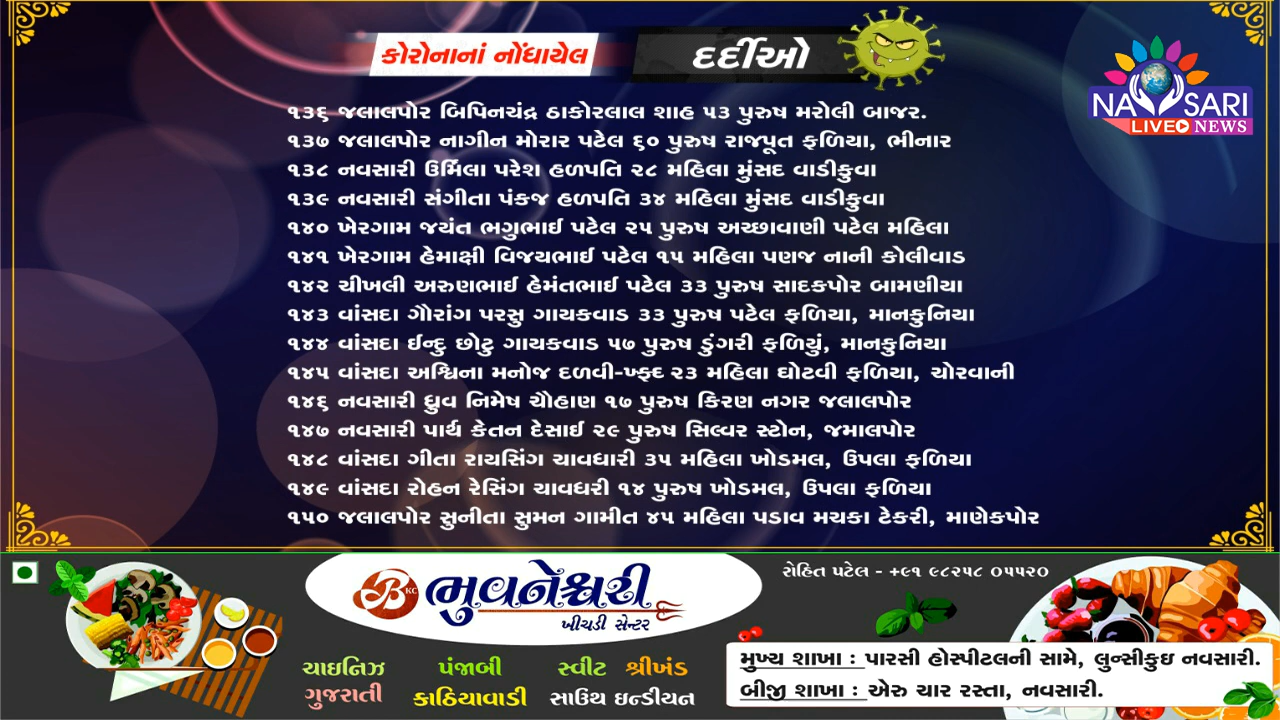 કોરોનાનાં નોંધાયેલ દર્દીઓ
NAVSARI
LIVE NEWS
૧૩૬ જલાલપોર બિપિનચંદ્ર ઠાકોરલાલ શાહ ૫૩ પુરુષ મરોલી બાજર.
૧૩૭ જલાલપોર નાગીન મોરાર પટેલ ૬૦ પુરુષ રાજપૂત ફળિયા, ભીનાર
૧૩૮ નવસારી ઉર્મિલા પરેશ હળપતિ ૨૮ મહિલા મુંસદ વાડીકુવા
૧૩૯ નવસારી સંગીતા પંકજ હળપતિ ૩૪ મહિલા મુંસદ વાડીકુવા
૧૪૦ ખેરગામ જયંત ભગુભાઈ પટેલ ૨૫ પુરુષ અચ્છાવાણી પટેલ મહિલા
૧૪૧ ખેરગામ હેમાક્ષી વિજયભાઈ પટેલ ૧૫ મહિલા પણજ નાની કોલીવાડ
૧૪૨ ચીખલી અરુણભાઈ હેમંતભાઈ પટેલ ૩૩ પુરુષ સાદકપોર બામણીયા
૧૪૩ વાંસદા ગૌરાંગ પરસુ ગાયકવાડ ૩૩ પુરુષ પટેલ ફળિયા, માનકુનિયા
૧૪૪ વાંસદા ઈન્દુ છોટુ ગાયકવાડ ૫૭ પુરુષ ડુંગરી ફળિયું, માનકુનિયા
૧૪૫ વાંસદા અશ્વિના મનોજ દળવી-ખ્ફદ ૨૩ મહિલા ઘોટવી ફળિયા, ચોરવાની
૧૪૬ નવસારી ધ્રુવ નિમેષ ચૌહાણ ૧૭ પુરુષ કિરણ નગર જલાલપોર
૧૪૭ નવસારી પાર્થ કેતન દેસાઈ ૨૯ પુરુષ સિલ્વર સ્ટોન, જમાલપોર
૧૪૮ વાંસદા ગીતા રાયસિંગ ચાવધારી ૩૫ મહિલા ખોડમલ, ઉપલા ફળિયા
૧૪૯ વાંસદા રોહન રેસિંગ ચાવધરી ૧૪ પુરુષ ખોડમલ, ઉપલા ફળિયા
૧૫૦ જલાલપોર સુનીતા સુમન ગામીત ૪૫ મહિલા પડાવ મચકા ટેકરી, માણેકપોર
BKC ભુવનેશ્વરી
ખીચડી સેન્ટર
રોહિત પટેલ - +૯૧ ૯૮૨૫૮ ૦૫૫૨૦
ચાઇનિઝ પંજાબી સ્વીટ શ્રીખંડ
ગુજરાતી કાઠિયાવાડી સાઉથ ઇન્ડીયન
મુખ્ય શાખા : પારસી હોસ્પીટલની સામે, લુન્સીકુઇ નવસારી.
બીજી શાખા : એરુ ચાર રસ્તા, નવસારી.